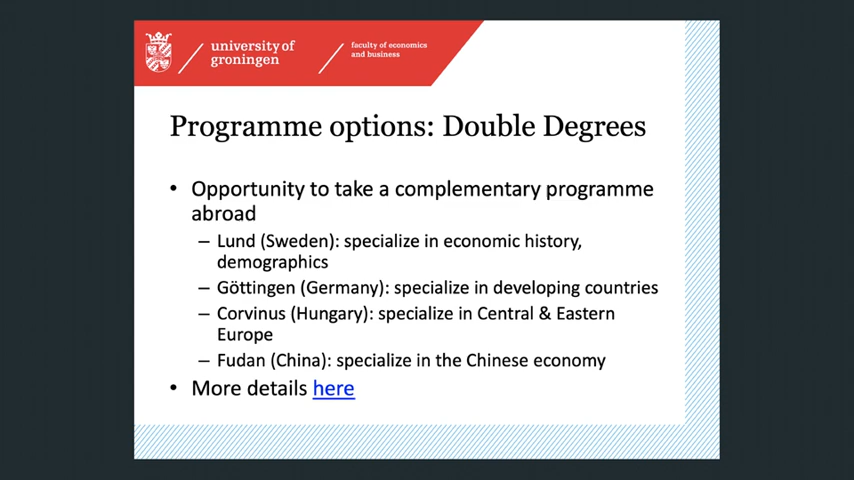 university of
groningen
faculty of economics
and business
Programme options: Double Degrees
• Opportunity to take a complementary programme
abroad
– Lund (Sweden): specialize in economic history,
demographics
– Göttingen (Germany): specialize in developing countries
– Corvinus (Hungary): specialize in Central & Eastern
Europe
– Fudan (China): specialize in the Chinese economy
• More details here